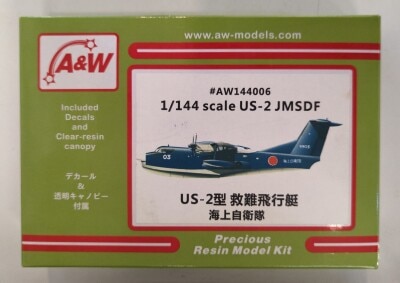 www.aw-models.com
A&W
Included
Decals
and
Clear-resin
canopy
デカール
&
透明キャノピー
付属
#AW144006
1/144 scale US-2 JMSDF
03
US-2型 救難飛行艇
海上自衛隊
Precious
Resin Model Kit